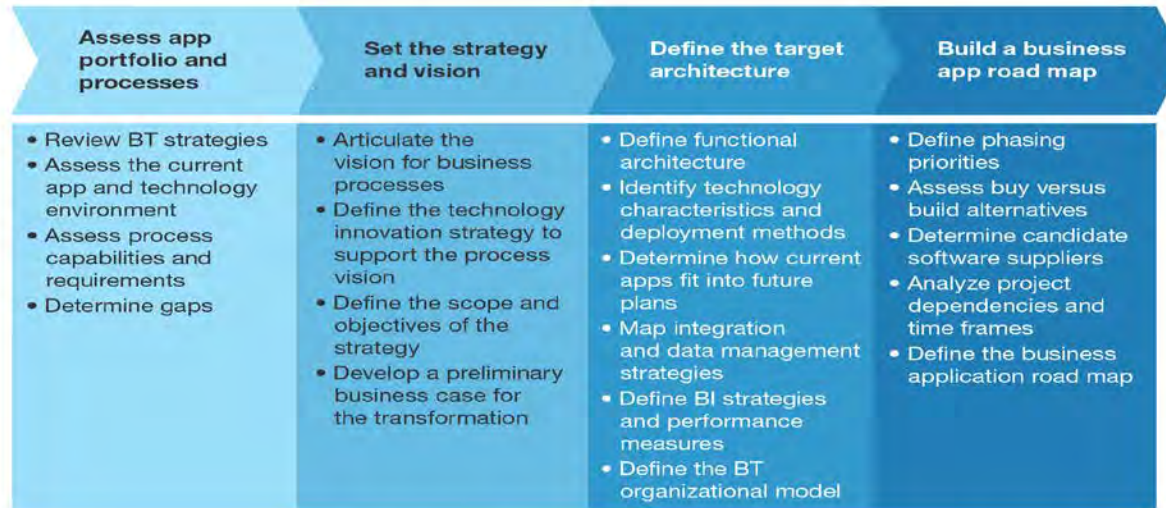 Assess app
portfolio and
processes
• Review BT strategies
• Assess the current
app and technology
environment
• Assess process
capabilities and
requirements
• Determine gaps
Set the strategy
and vision
• Articulate the
vision for business
processes
• Define the technology
innovation strategy to
support the process
vision
• Define the scope and
objectives of the
strategy
• Develop a preliminary
business case for
the transformation
Define the target
architecture
• Define functional
architecture
• Identify technology
characteristics and
deployment methods
• Determine how current
apps fit into future
plans
• Map integration
and data management
strategies
• Define BI strategies
and performance
measures
• Define the BT
organizational model
Build a business
app road map
• Define phasing
priorities
• Assess buy versus
build alternatives
• Determine candidate
software suppliers
• Analyze project
dependencies and
time frames
• Define the business
application road map